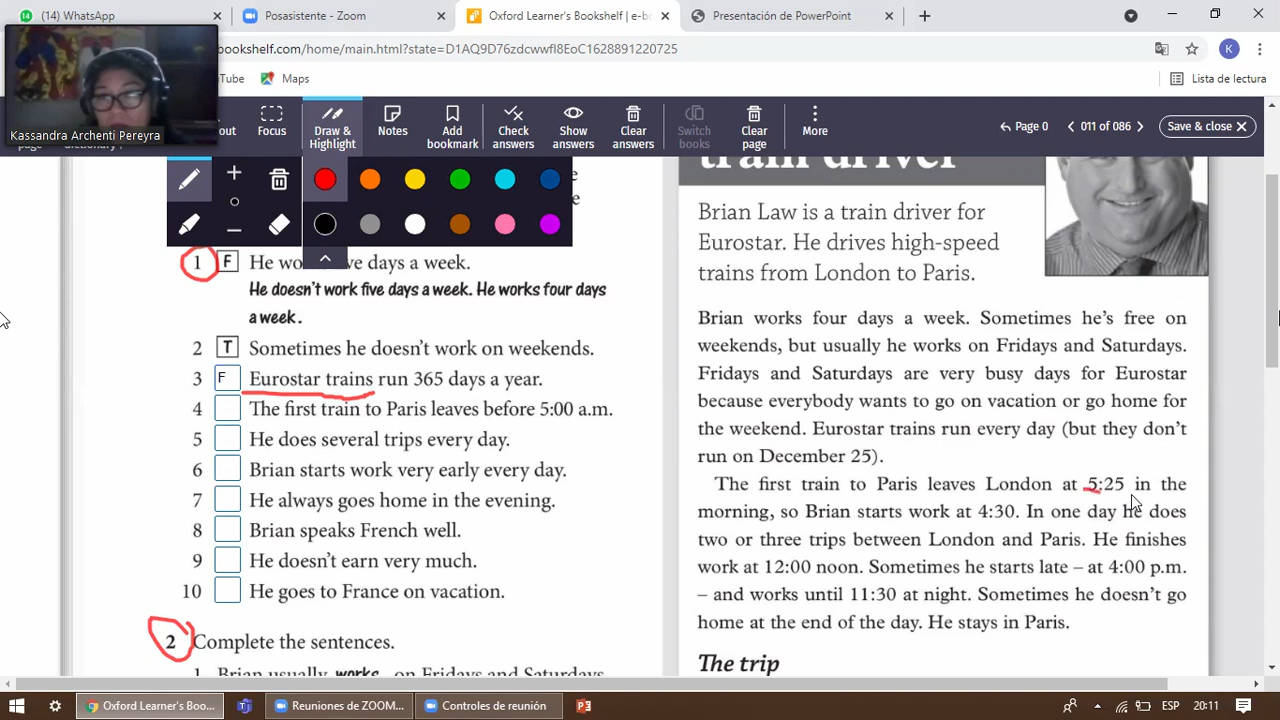 (14) WhatsApp
Posasistente - Zoom
Oxford Learner's Bookshelf | e-bo
Presentación de PowerPoint
bookshelf.com/home/main.html?state=D1AQ9D76zdcwwfl8EoC1628891220725
K
Tube
Maps
Lista de lectura
Kassandra Archenti Pereyra
out
Focus
Draw & Highlight
Notes
Add bookmark
Check answers
Show answers
Clear answers
Switch books
Clear page
More
Page 0
011 of 086
Save & close
page
dictionary
train driver
Brian Law is a train driver for
Eurostar. He drives high-speed
trains from London to Paris.
1 F He wo ve days a week.
He doesn't work five days a week. He works four days
a week.
2 T Sometimes he doesn't work on weekends.
3 F Eurostar trains run 365 days a year.
4 The first train to Paris leaves before 5:00 a.m.
5 He does several trips every day.
6 Brian starts work very early every day.
7 He always goes home in the evening.
8 Brian speaks French well.
9 He doesn't earn very much.
10 He goes to France on vacation.
2 Complete the sentences.
1 Brian usually works on Fridays and Saturdays
Brian works four days a week. Sometimes he's free on
weekends, but usually he works on Fridays and Saturdays.
Fridays and Saturdays are very busy days for Eurostar
because everybody wants to go on vacation or go home for
the weekend. Eurostar trains run every day (but they don't
run on December 25).
The first train to Paris leaves London at 5:25 in the
morning, so Brian starts work at 4:30. In one day he does
two or three trips between London and Paris. He finishes
work at 12:00 noon. Sometimes he starts late – at 4:00 p.m.
– and works until 11:30 at night. Sometimes he doesn't go
home at the end of the day. He stays in Paris.
The trip
Oxford Learner's Boo...
Reuniones de ZOOM...
Controles de reunión
ESP
20:11